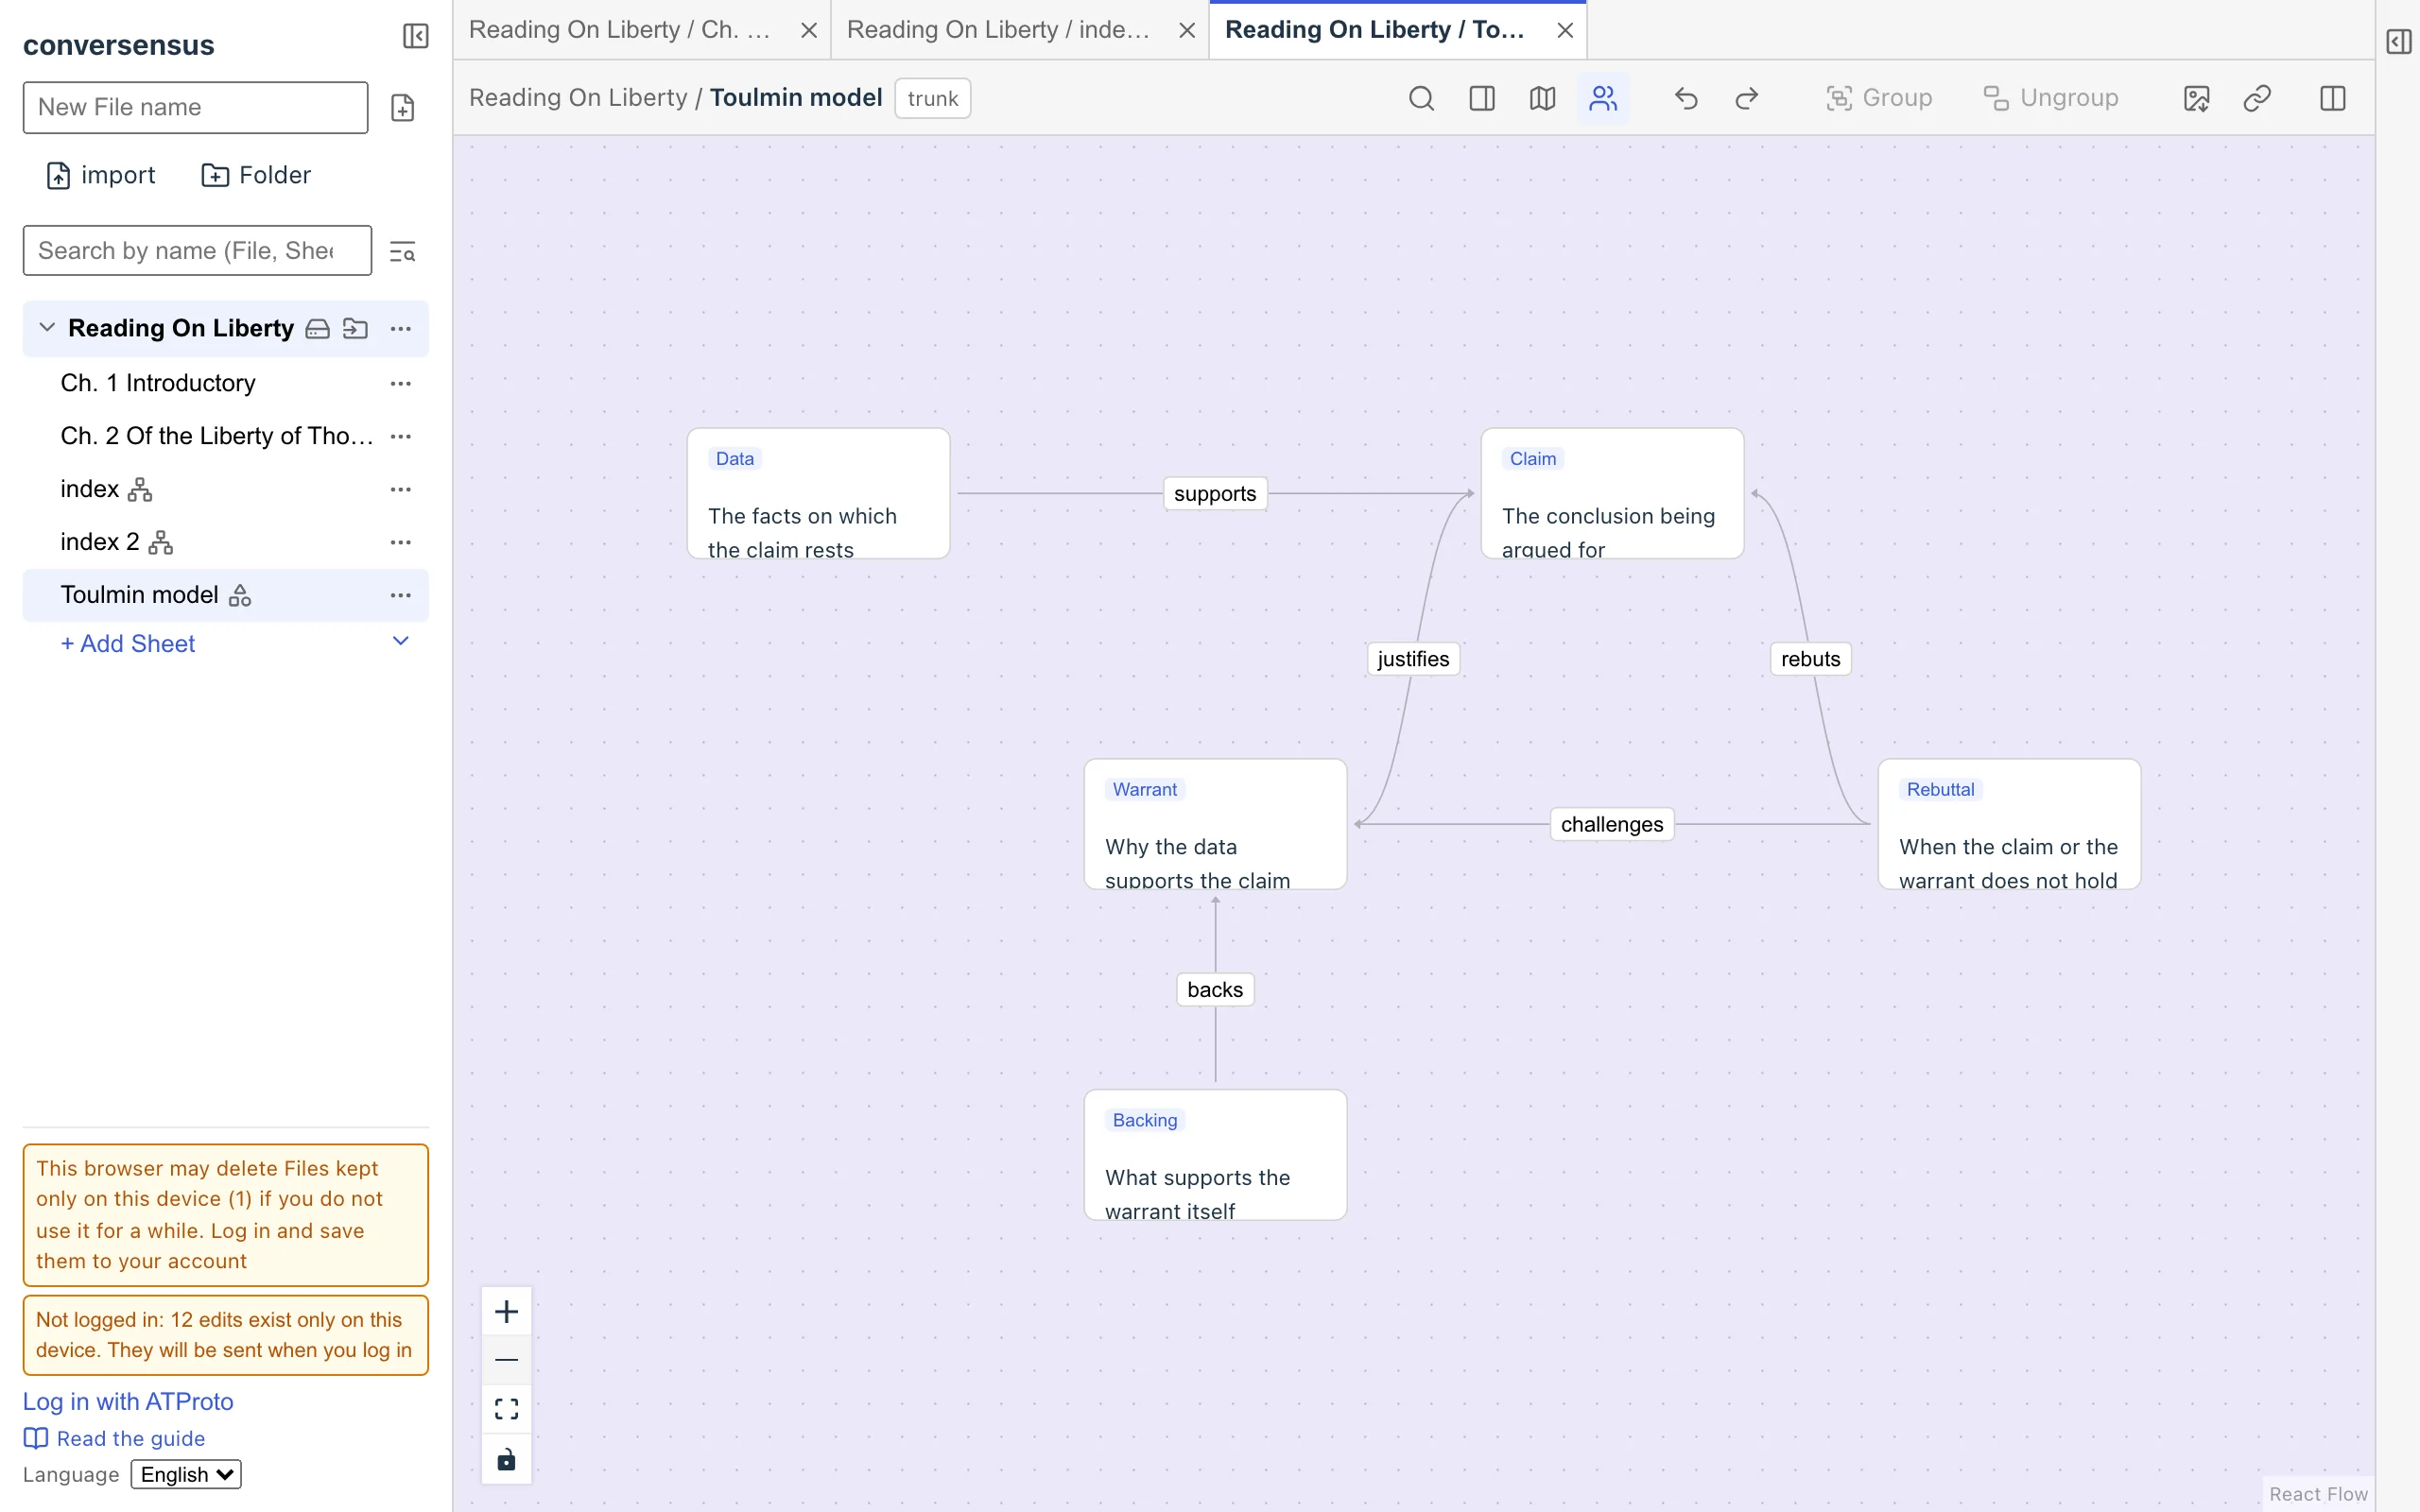 conversensus
New File name
import
Folder
Search by name (File, She
Reading On Liberty
Ch. 1 Introductory
Ch. 2 Of the Liberty of Tho...
index
index 2
Toulmin model
+ Add Sheet
This browser may delete Files kept
only on this device (1) if you do not
use it for a while. Log in and save
them to your account
Not logged in: 12 edits exist only on this
device. They will be sent when you log in
Log in with ATProto
Read the guide
Language English
Reading On Liberty / Ch. ...
Reading On Liberty / inde...
Reading On Liberty / To...
Reading On Liberty / Toulmin model trunk
Group
Ungroup
Data
The facts on which
the claim rests
supports
Claim
The conclusion being
argued for
justifies
rebuts
Warrant
Why the data
supports the claim
challenges
Rebuttal
When the claim or the
warrant does not hold
backs
Backing
What supports the
warrant itself
React Flow